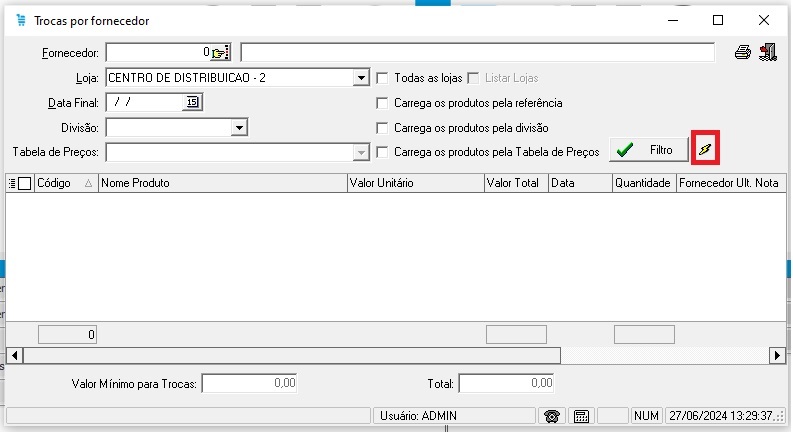 Trocas por fornecedor
Fornecedor: 0
Loja: CENTRO DE DISTRIBUICAO - 2 Todas as lojas Listar Lojas
Data Final: / / 15 Carrega os produtos pela referência
Divisão: Carrega os produtos pela divisão
Tabela de Preços: Carrega os produtos pela Tabela de Preços Filtro
Código Nome Produto Valor Unitário Valor Total Data Quantidade Fornecedor Ult. Nota
0
Valor Mínimo para Trocas: 0,00 Total: 0,00
Usuário: ADMIN NUM 27/06/2024 13:29:37